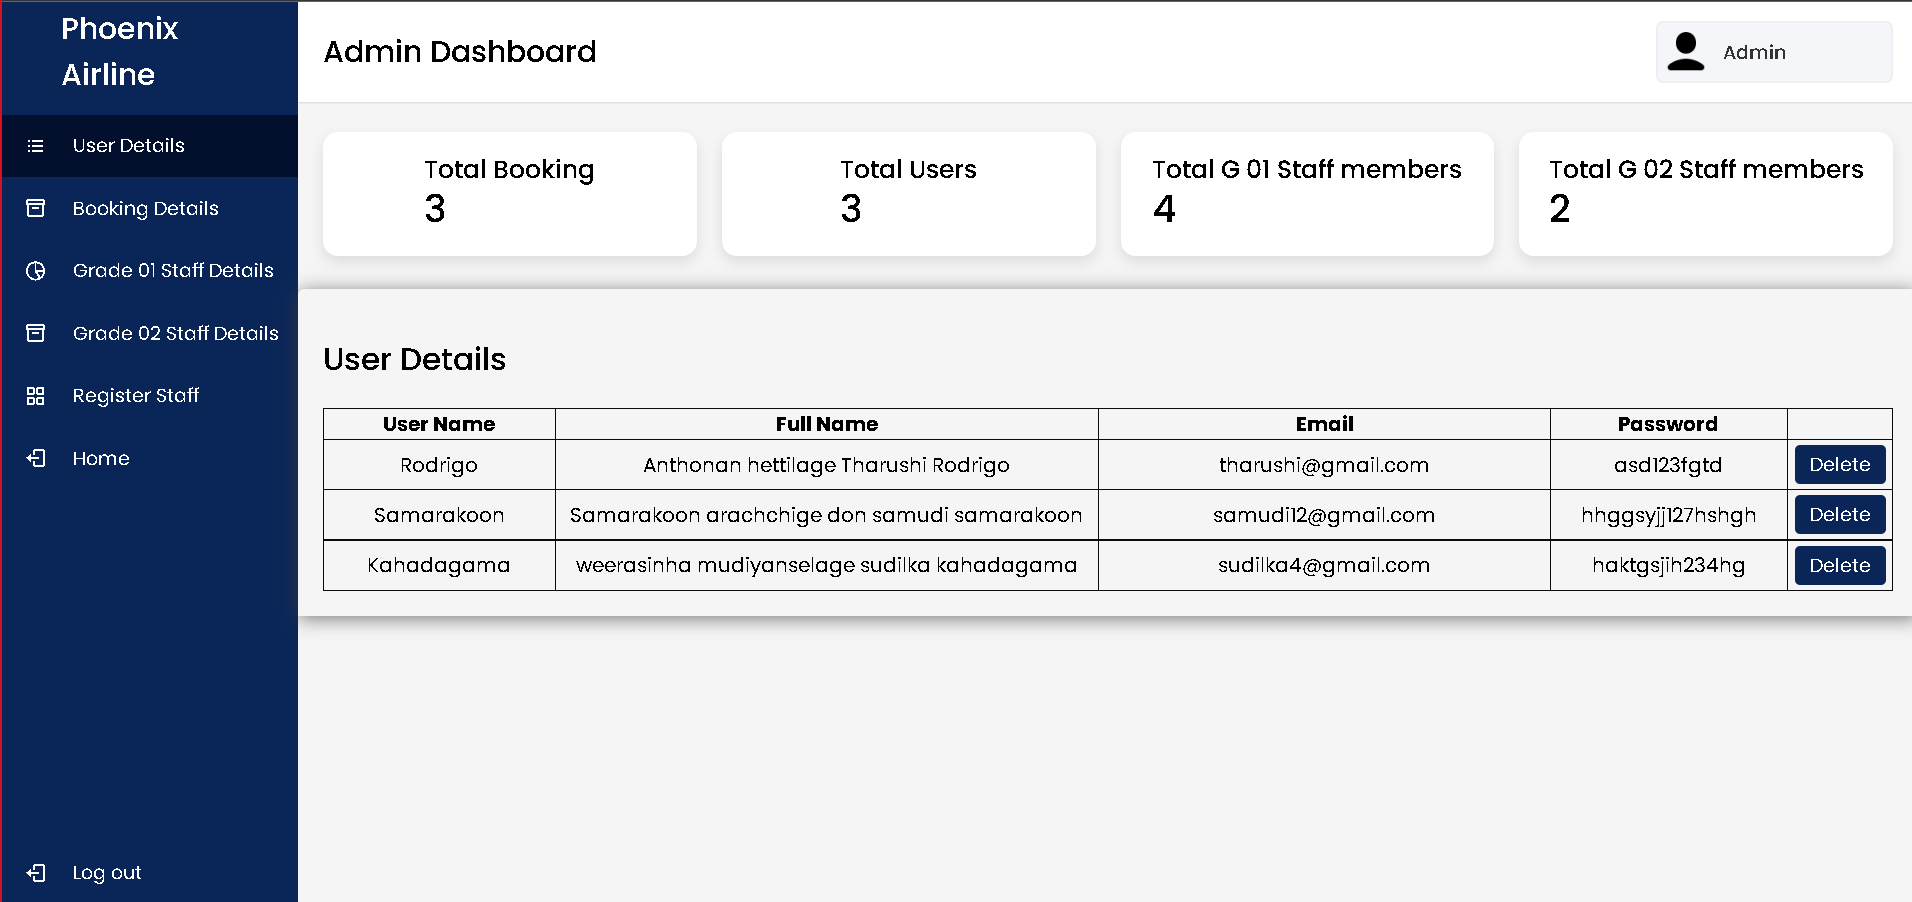 Phoenix
Airline
User Details
Booking Details
Grade 01 Staff Details
Grade 02 Staff Details
Register Staff
Home
Log out
Admin Dashboard
Admin
Total Booking
3
Total Users
3
Total G 01 Staff members
4
Total G 02 Staff members
2
User Details
User Name Full Name Email Password
Rodrigo Anthonan hettilage Tharushi Rodrigo tharushi@gmail.com asd123fgtd Delete
Samarakoon Samarakoon arachchige don samudi samarakoon samudi12@gmail.com hhggsyjj127hshgh Delete
Kahadagama weerasinha mudiyanselage sudilka kahadagama sudilka4@gmail.com haktgsjih234hg Delete